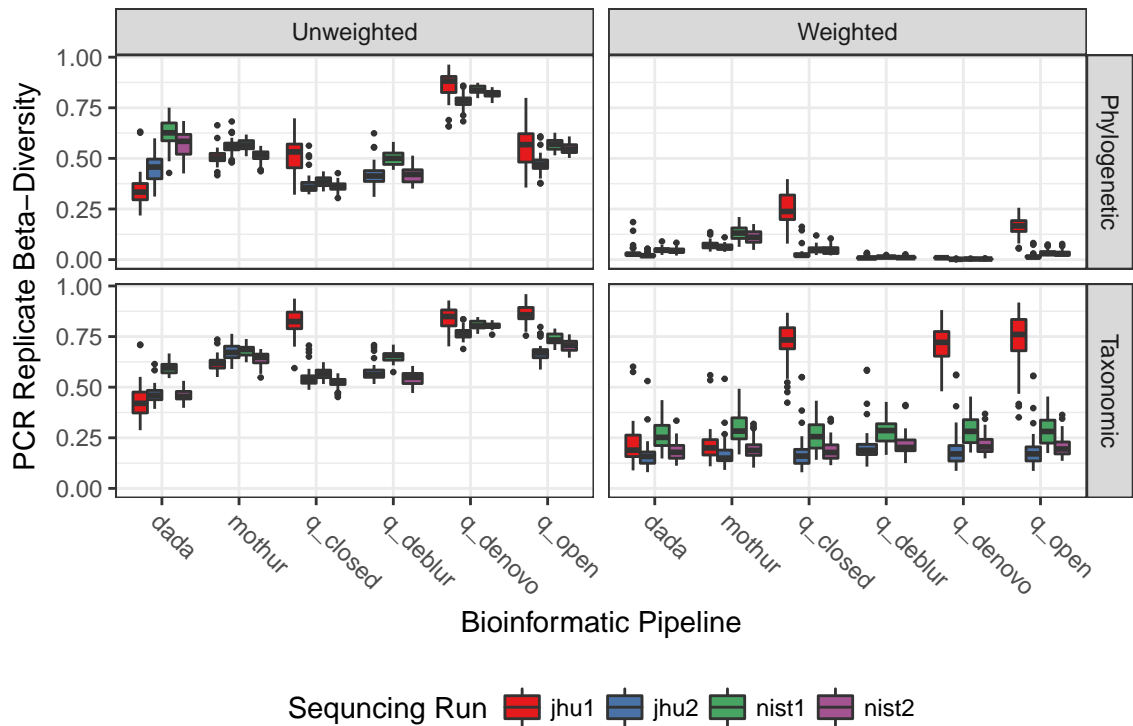 Unweighted
Weighted
PCR Replicate Beta−Diversity
1.00
0.75
0.50
0.25
0.00
Phylogenetic
1.00
0.75
0.50
0.25
0.00
Taxonomic
dada
mothur
q_closed
q_deblur
q_denovo
q_open
dada
mothur
q_closed
q_deblur
q_denovo
q_open
Bioinformatic Pipeline
Sequncing Run jhu1 jhu2 nist1 nist2